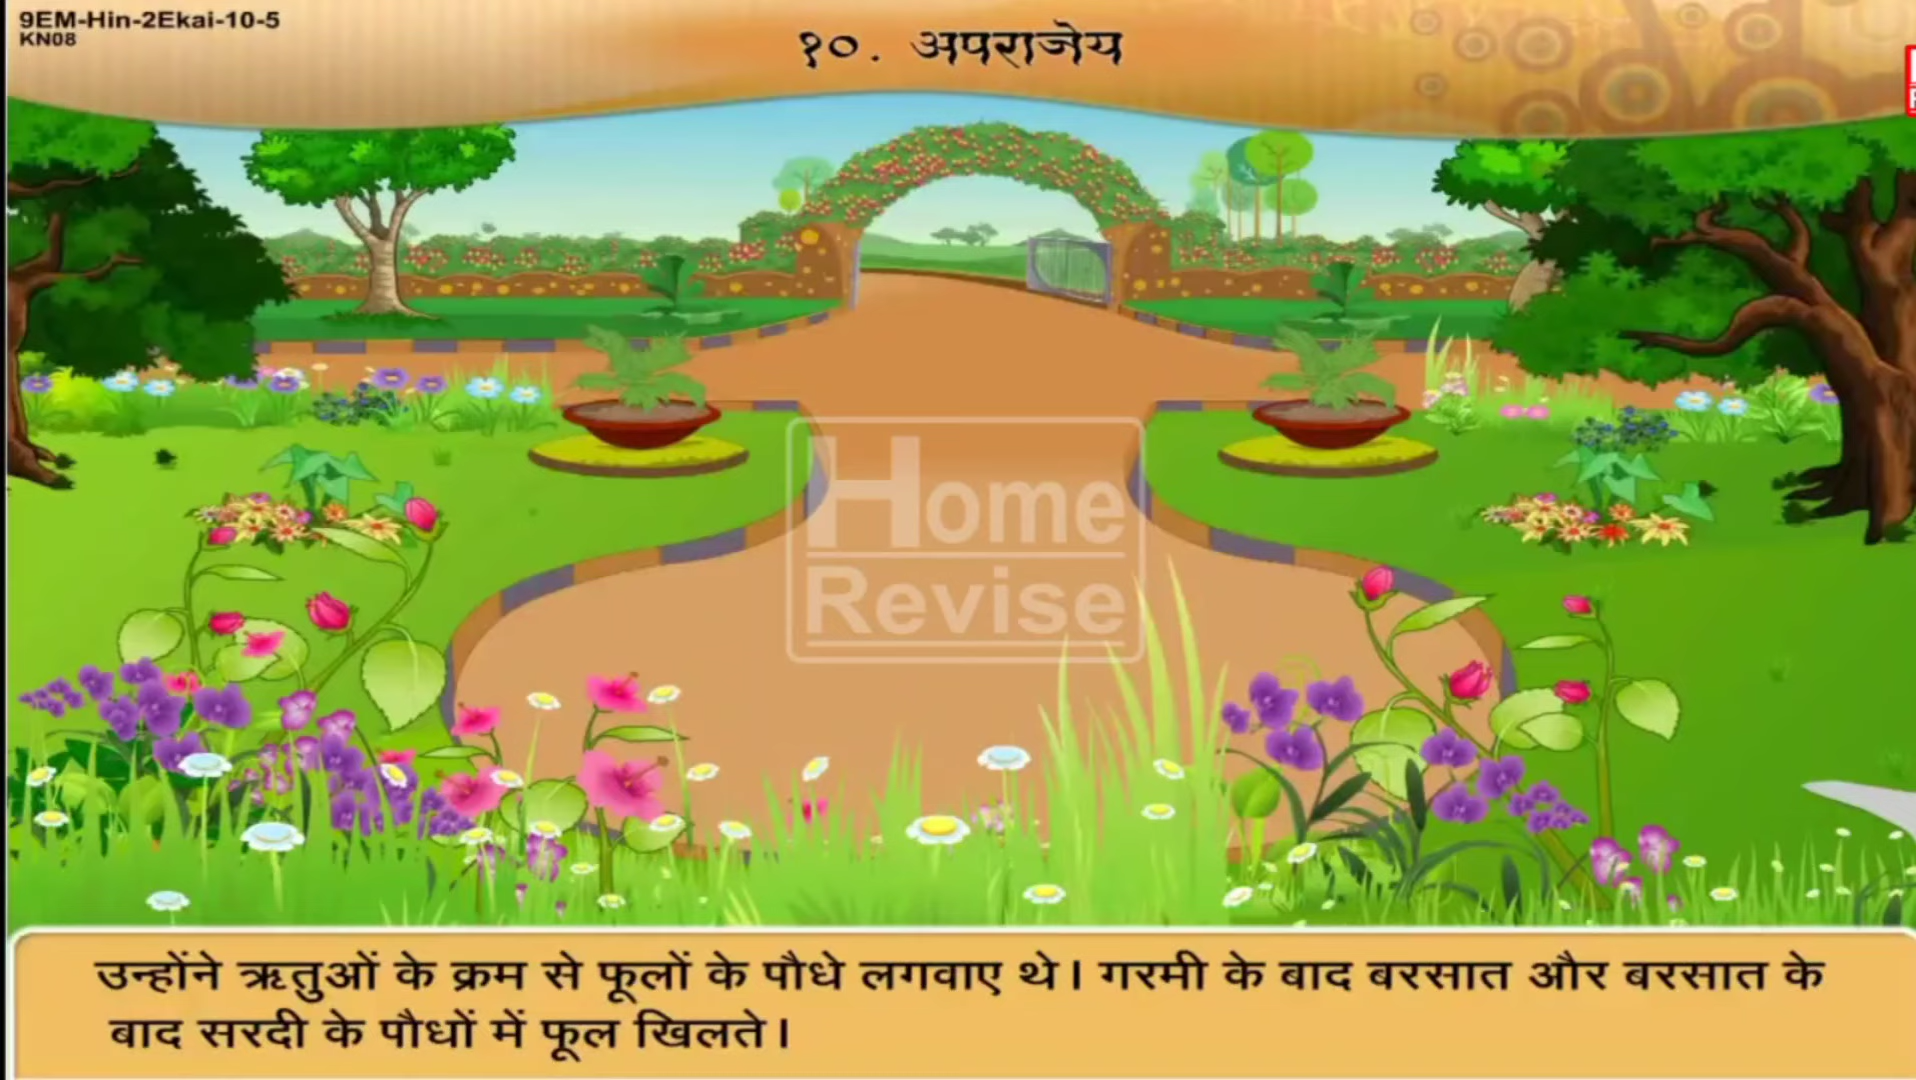 9EM-Hin-2Ekai-10-5
KN08
१०. अपराजेय
Home
Revise
उन्होंने ऋतुओं के क्रम से फूलों के पौधे लगवाए थे। गरमी के बाद बरसात और बरसात के
बाद सरदी के पौधों में फूल खिलते।